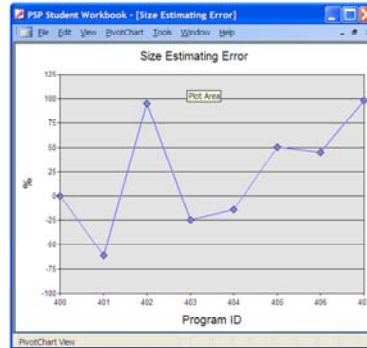 PSP Student Workbook - [Size Estimating Error]
File Edit View PivotChart Tools Window Help
Size Estimating Error
125
100
Plot Area
75
50
25
0
-25
-50
-75
-100
%
400 401 402 403 404 405 406 407
Program ID
PivotChart View